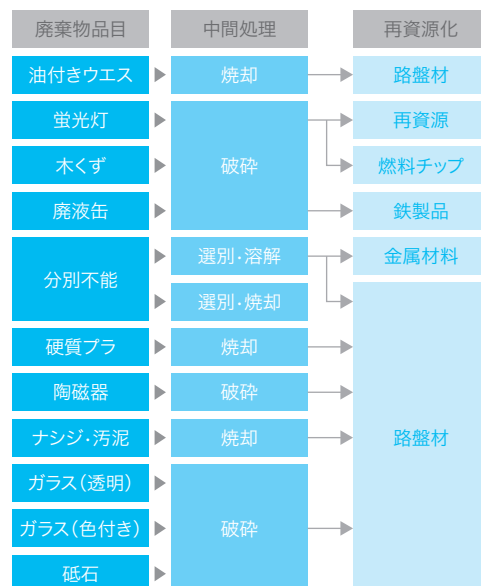 廃棄物品目 中間処理 再資源化
油付きウエス 焼却 路盤材
蛍光灯 再資源
木くず 破砕 燃料チップ
廃液缶 鉄製品
選別・溶解 金属材料
分別不能
選別・焼却
硬質プラ 焼却
陶磁器 破砕
ナシジ・汚泥 焼却 路盤材
ガラス(透明)
ガラス(色付き) 破砕
砥石